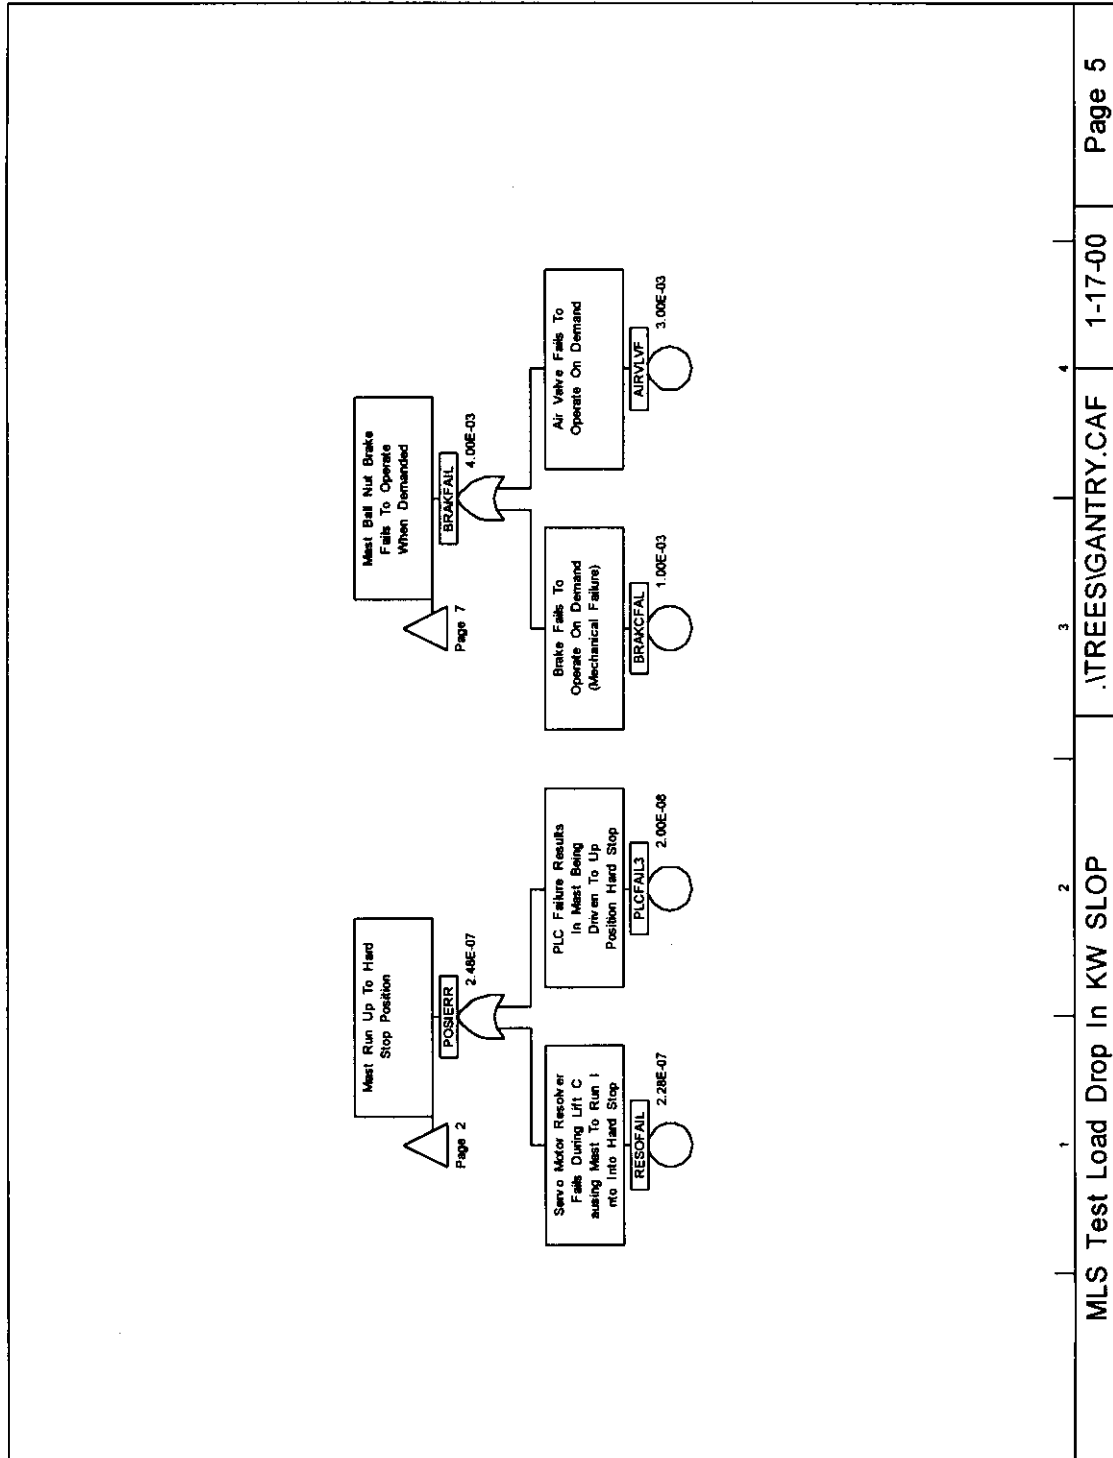 Mast Run Up To Hard
Stop Position
POSIERR
2.48E-07
Page 2
Servo Motor Resolver
Fails During Lift C
ausing Mast To Run I
nto Into Hard Stop
RESOFAIL
2.28E-07
PLC Failure Results
In Mast Being
Driven To Up
Position Hard Stop
PLCFAIL3
2.00E-08
Mast Ball Nut Brake
Fails To Operate
When Demanded
BRAKFAIL
4.00E-03
Page 7
Brake Fails To
Operate On Demand
(Mechanical Failure)
BRAKCFAL
1.00E-03
Air Valve Fails To
Operate On Demand
AIRVLVF
3.00E-03
1
2
3
4
MLS Test Load Drop In KW SLOP
.\TREES\GANTRY.CAF
1-17-00
Page 5